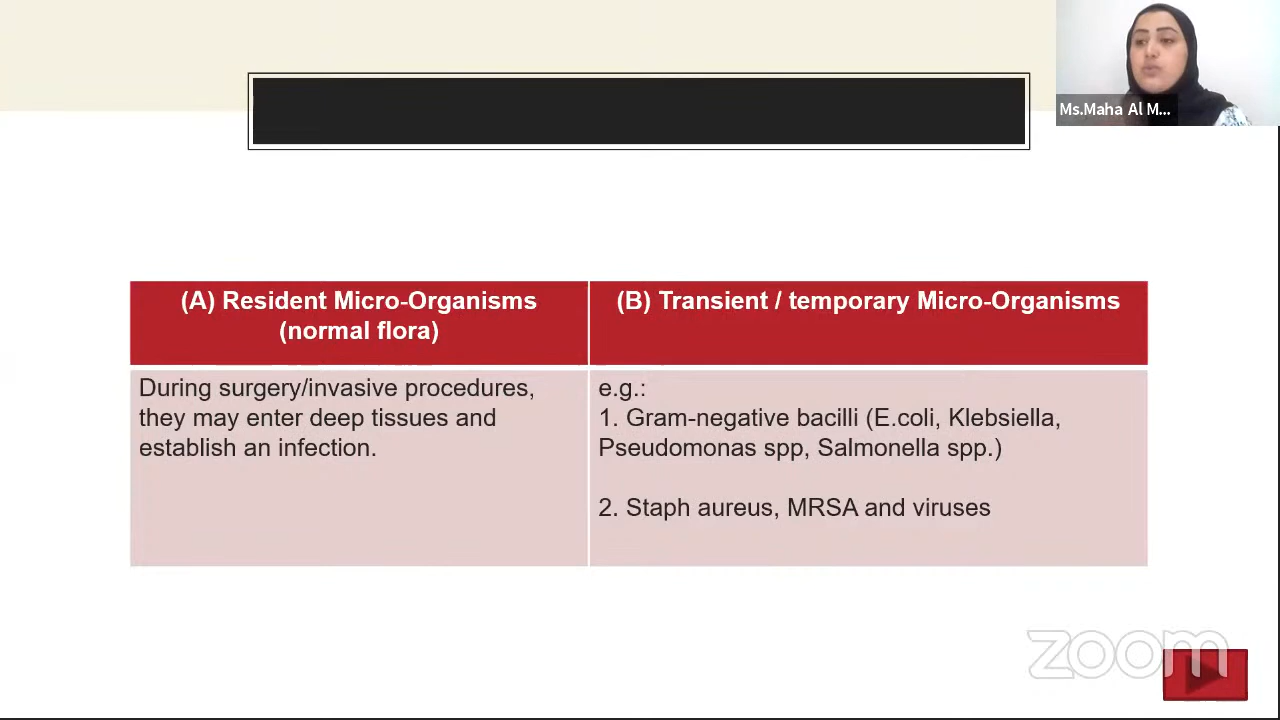 Ms.Maha Al M...
(A) Resident Micro-Organisms
(normal flora)
(B) Transient / temporary Micro-Organisms
During surgery/invasive procedures,
they may enter deep tissues and
establish an infection.
e.g.:
1. Gram-negative bacilli (E.coli, Klebsiella,
Pseudomonas spp, Salmonella spp.)
2. Staph aureus, MRSA and viruses
zoom